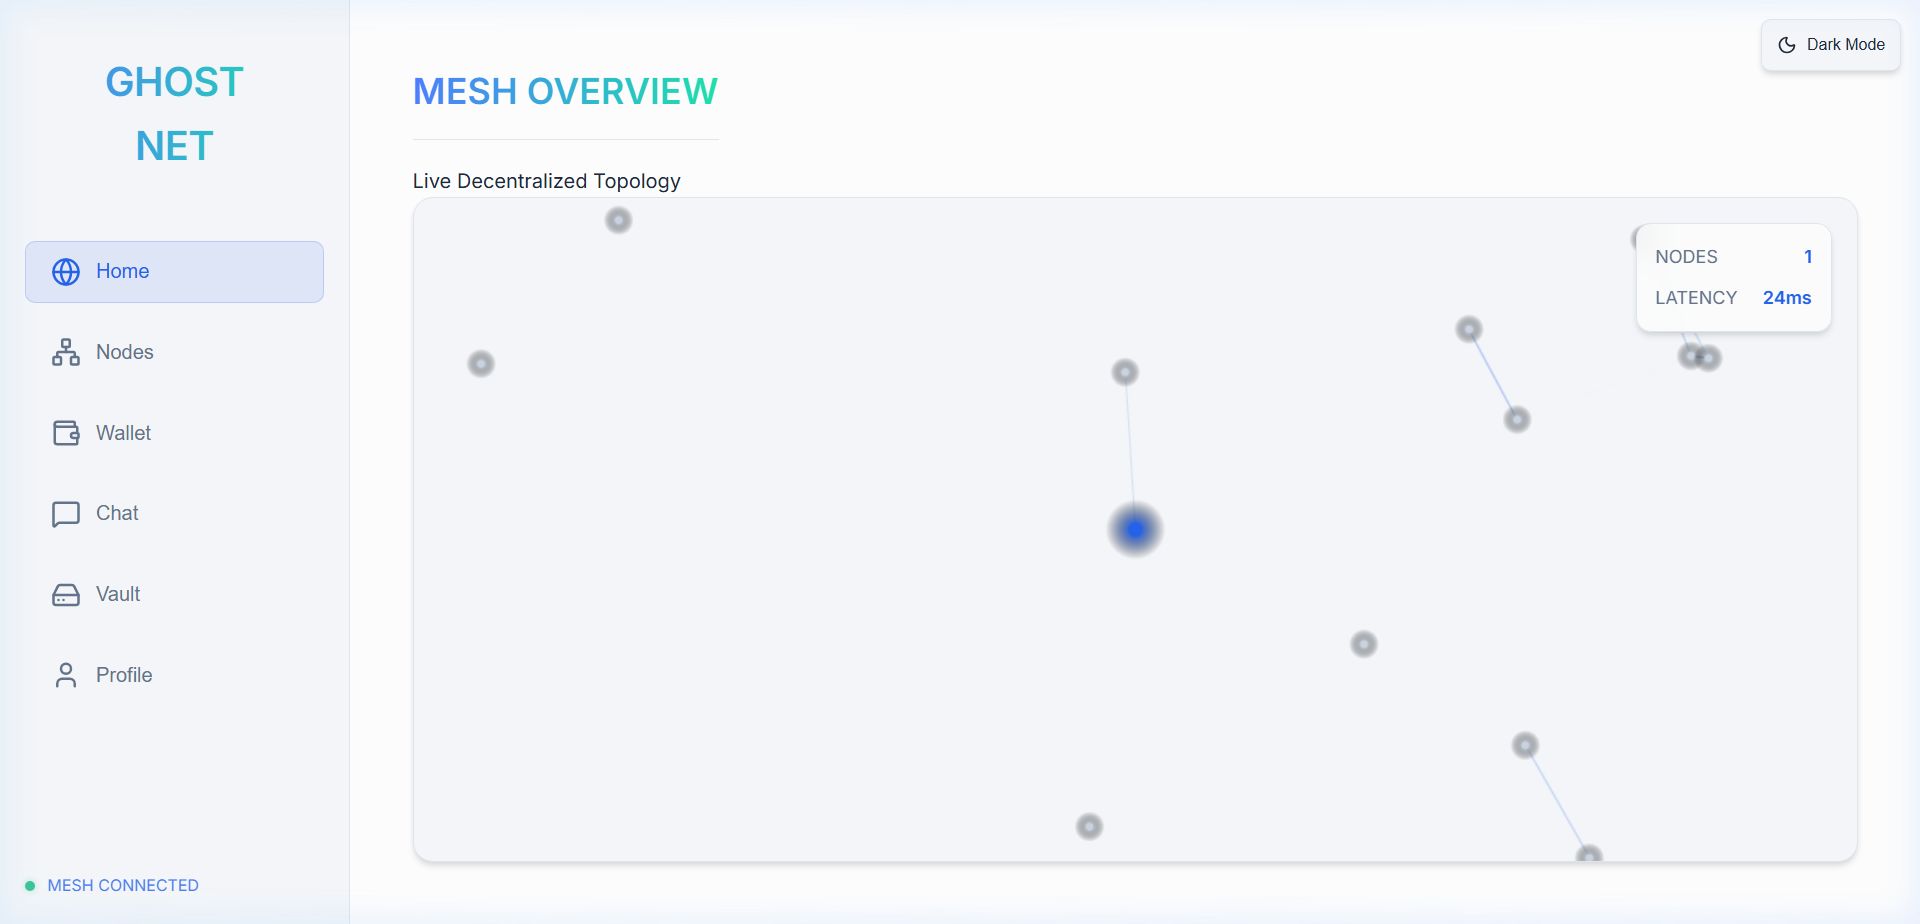 GHOST
NET
Home
Nodes
Wallet
Chat
Vault
Profile
MESH CONNECTED
Dark Mode
MESH OVERVIEW
Live Decentralized Topology
NODES 1
LATENCY 24ms